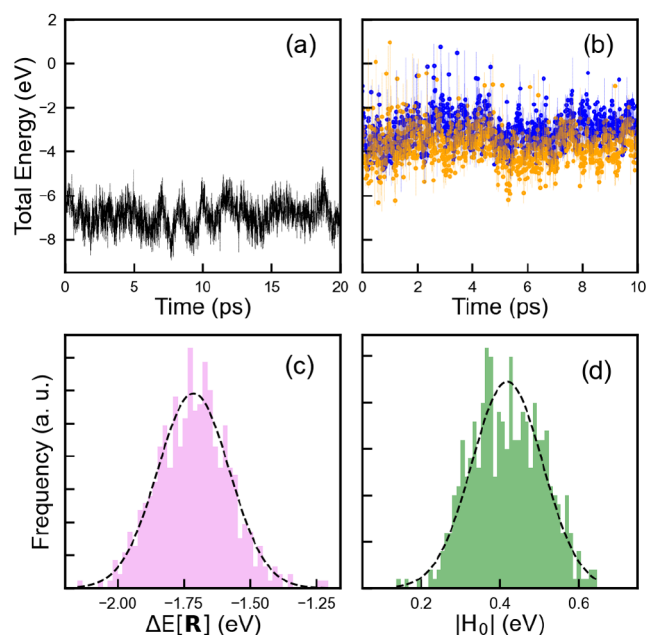 2
0
−2
−4
−6
−8
Total Energy (eV)
(a)
0 5 10 15 20
Time (ps)
(b)
0 2 4 6 8 10
Time (ps)
Frequency (a. u.)
(c)
−2.00 −1.75 −1.50 −1.25
ΔE[R] (eV)
(d)
0.2 0.4 0.6
|H₀| (eV)